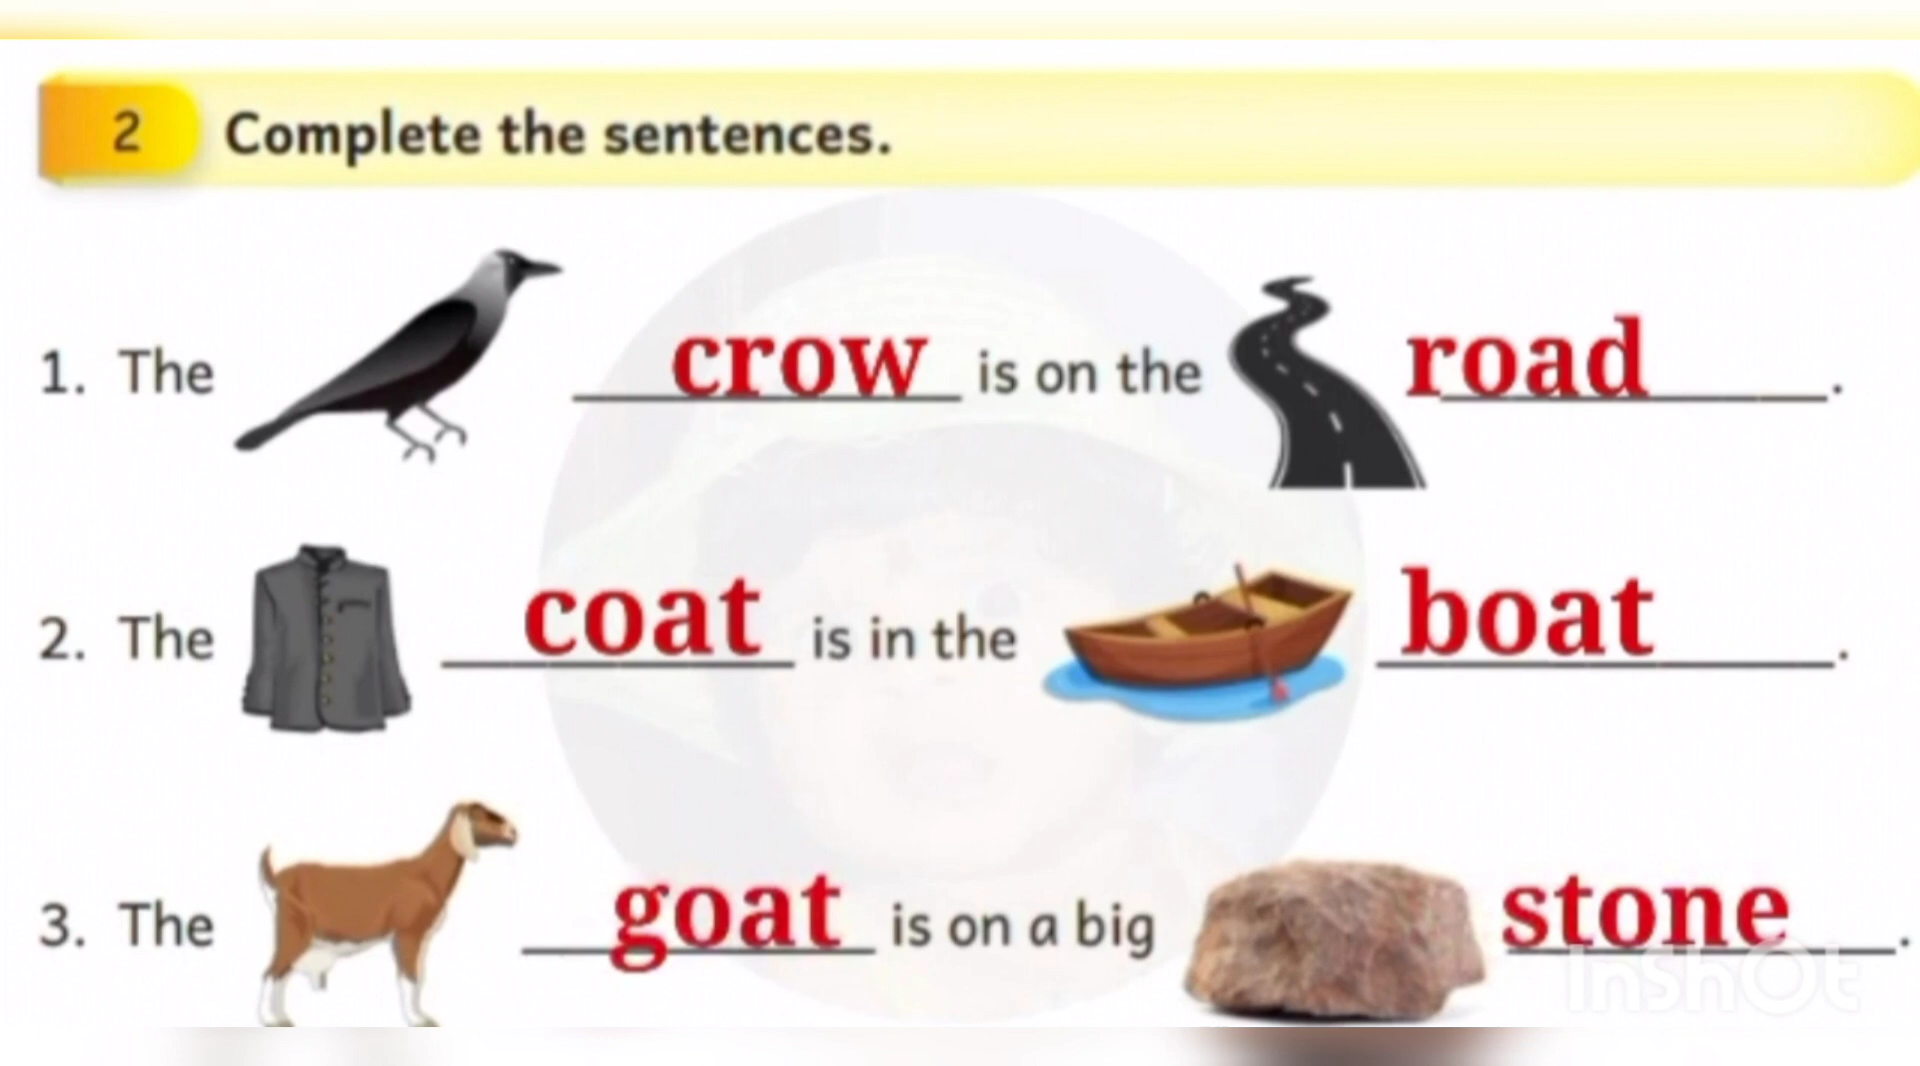 2 Complete the sentences.
1. The crow is on the road.
2. The coat is in the boat.
3. The goat is on a big stone.
InShOt